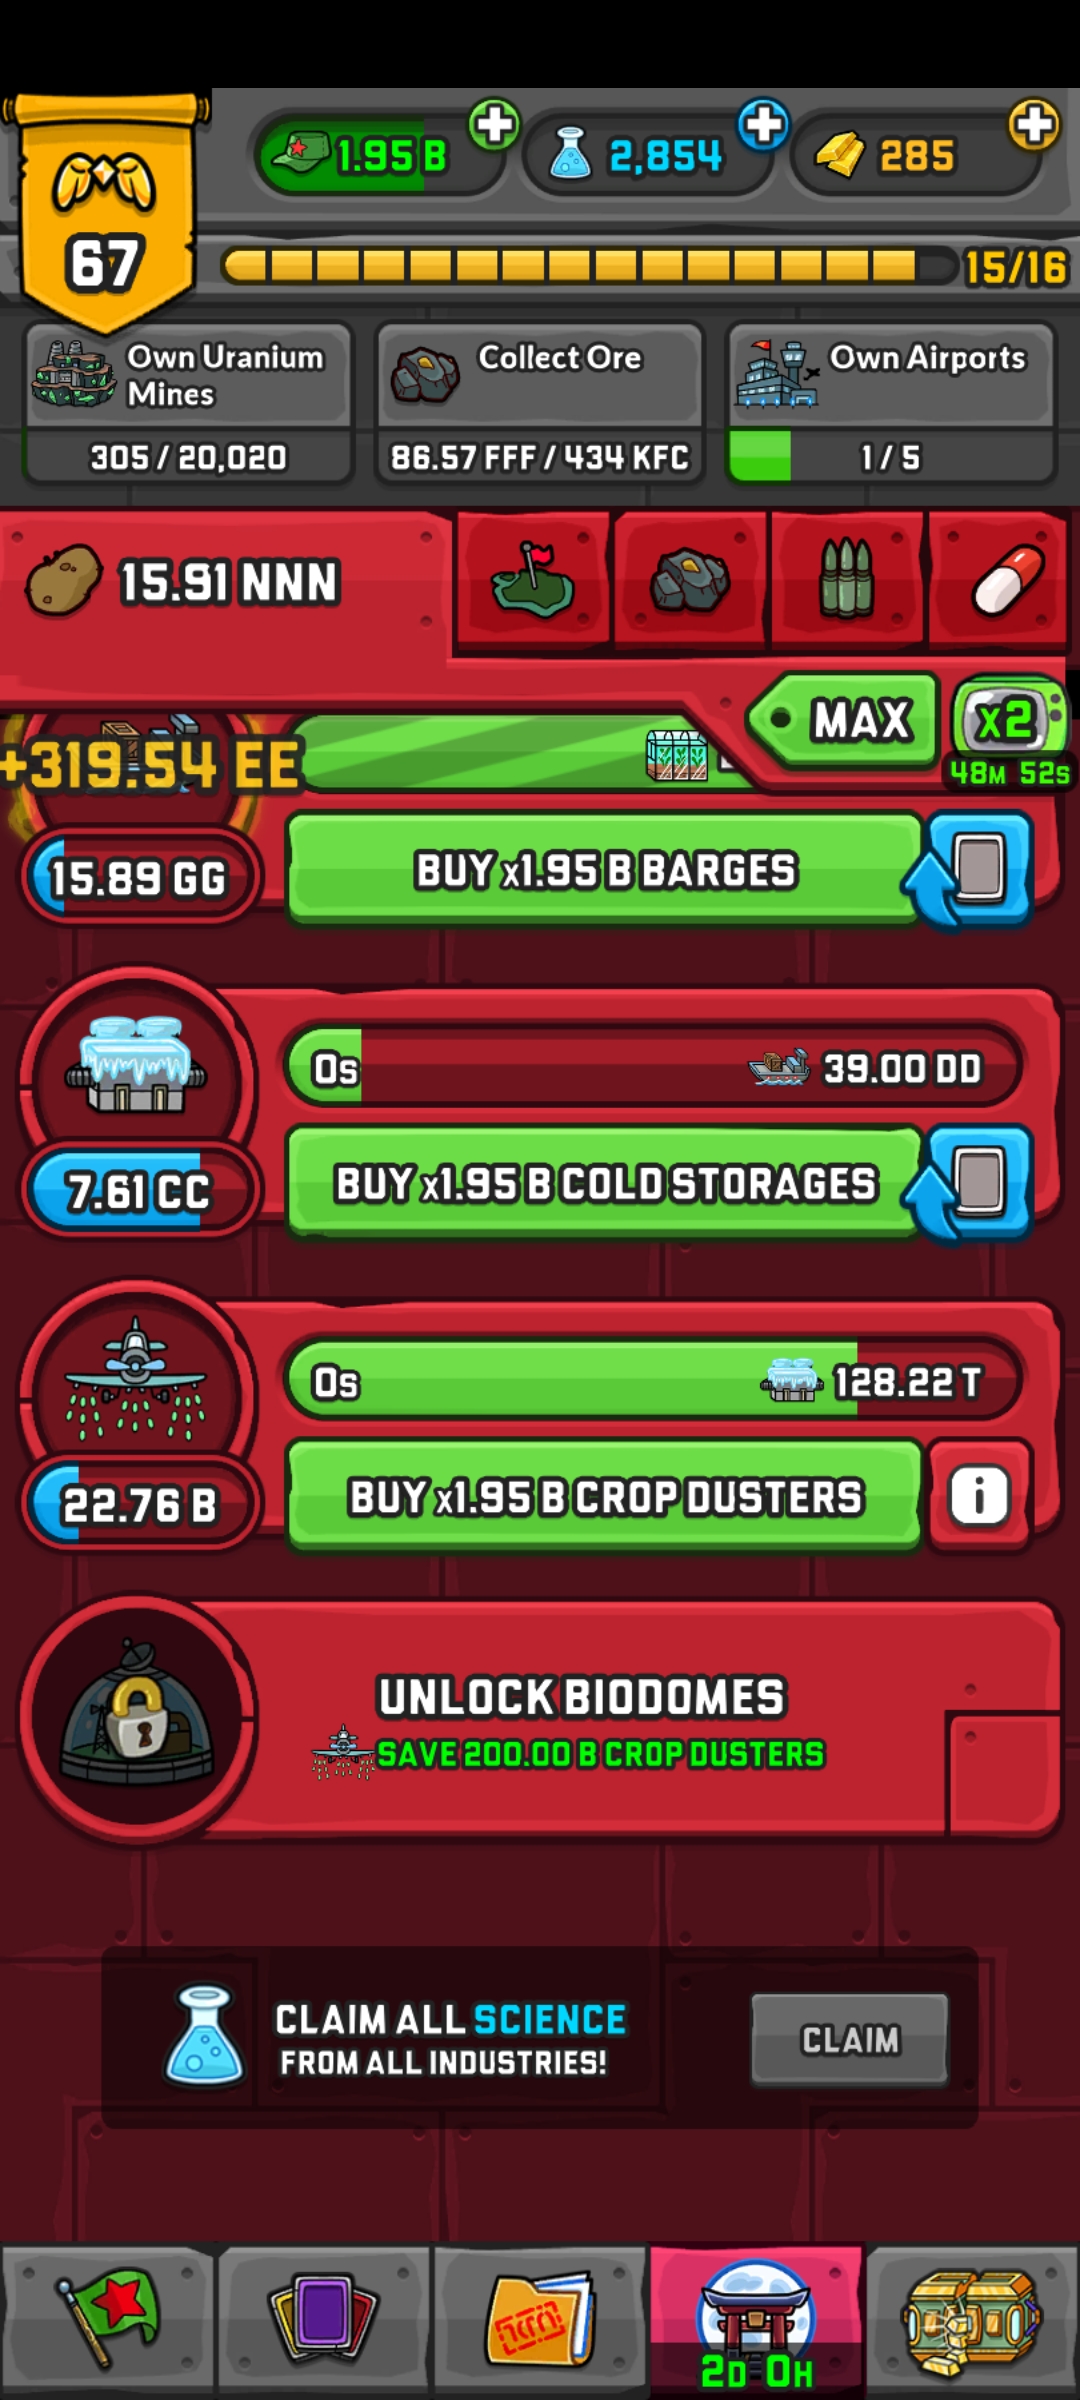 67
1.95 B
2,854
285
15/16
Own Uranium
Mines
305 / 20,020
Collect Ore
86.57 FFF / 434 KFC
Own Airports
1 / 5
15.91 NNN
MAX
x2
48M 52S
+319.54 EE
15.89 GG
BUY x1.95 B BARGES
0s
39.00 DD
7.61 CC
BUY x1.95 B COLD STORAGES
0s
128.22 T
22.76 B
BUY x1.95 B CROP DUSTERS
i
UNLOCK BIODOMES
SAVE 200.00 B CROP DUSTERS
CLAIM ALL SCIENCE
FROM ALL INDUSTRIES!
CLAIM
2D 0H